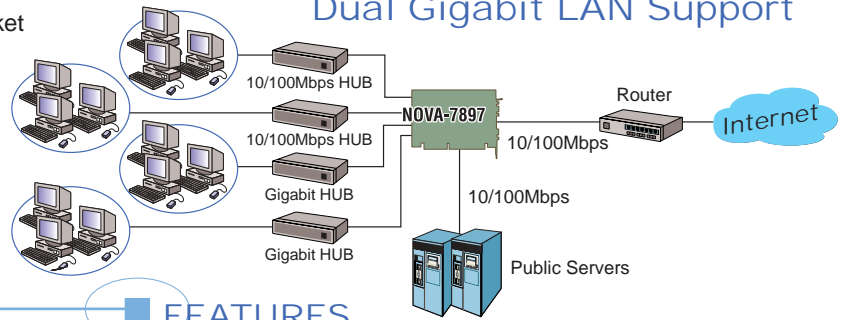 Dual Gigabit LAN Support
ket
10/100Mbps HUB
NOVA-7897
Router
Internet
10/100Mbps HUB
10/100Mbps
Gigabit HUB
10/100Mbps
Gigabit HUB
Public Servers
FEATURES